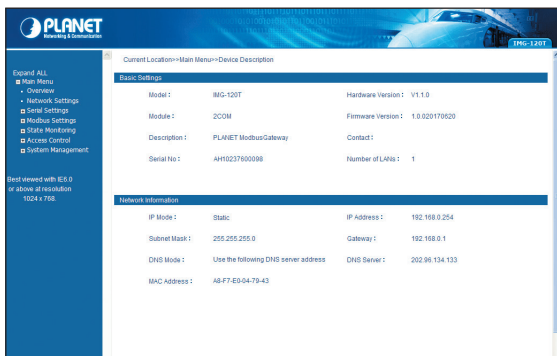 PLANET
Networking & Communication
IMG-120T
Expand ALL
Main Menu
Overview
Network Settings
Serial Settings
Modbus Settings
State Monitoring
Access Control
System Management
Best viewed with IE6.0
or above at resolution
1024 x 768.
Current Location>>Main Menu>>Device Description
Basic Settings
Model : IMG-120T Hardware Version : V1.1.0
Module : 2COM Firmware Version : 1.0.020170620
Description : PLANET ModbusGateway Contact :
Serial No : AH10237600098 Number of LANs : 1
Network Information
IP Mode : Static IP Address : 192.168.0.254
Subnet Mask : 255.255.255.0 Gateway : 192.168.0.1
DNS Mode : Use the following DNS server address DNS Server : 202.96.134.133
MAC Address : A8-F7-E0-04-79-43